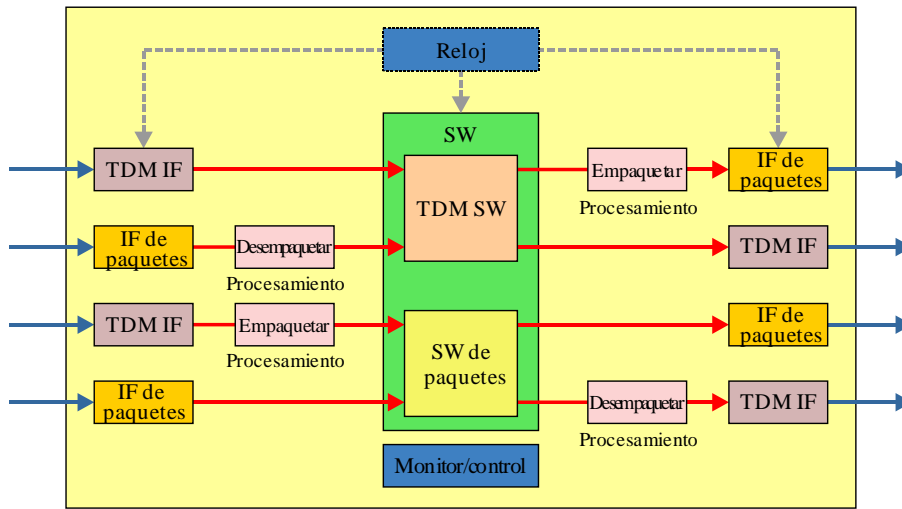 Reloj
SW
TDM IF
TDM SW
Empaquetar
IF de
paquetes
Procesamiento
IF de
paquetes
Desempaquetar
TDM IF
Procesamiento
TDM IF
Empaquetar
SW de
paquetes
IF de
paquetes
Procesamiento
IF de
paquetes
Desempaquetar
TDM IF
Procesamiento
Monitor/control